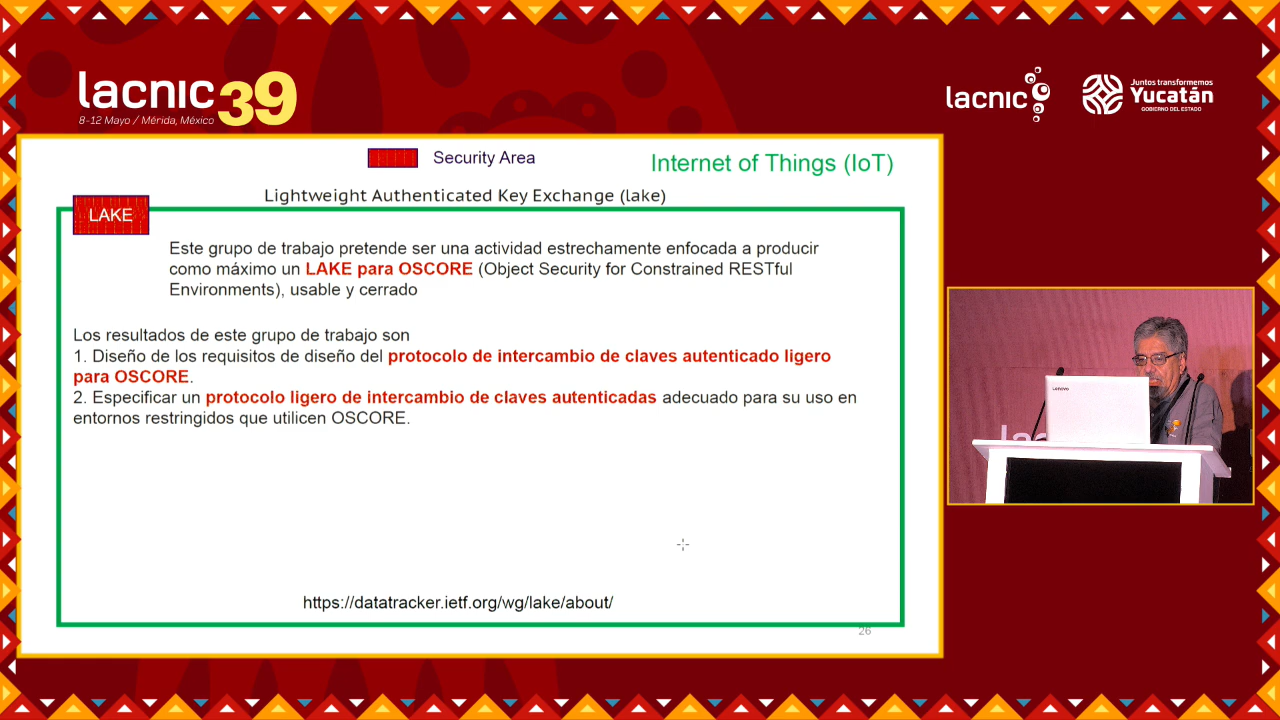 lacnic 39
8-12 Mayo / Mérida, México
lacnic
Juntos transformemos
Yucatán
GOBIERNO DEL ESTADO
Security Area
Internet of Things (IoT)
Lightweight Authenticated Key Exchange (lake)
LAKE
Este grupo de trabajo pretende ser una actividad estrechamente enfocada a producir
como máximo un LAKE para OSCORE (Object Security for Constrained RESTful
Environments), usable y cerrado
Los resultados de este grupo de trabajo son
1. Diseño de los requisitos de diseño del protocolo de intercambio de claves autenticado ligero
para OSCORE.
2. Especificar un protocolo ligero de intercambio de claves autenticadas adecuado para su uso en
entornos restringidos que utilicen OSCORE.
https://datatracker.ietf.org/wg/lake/about/
26
Lenovo